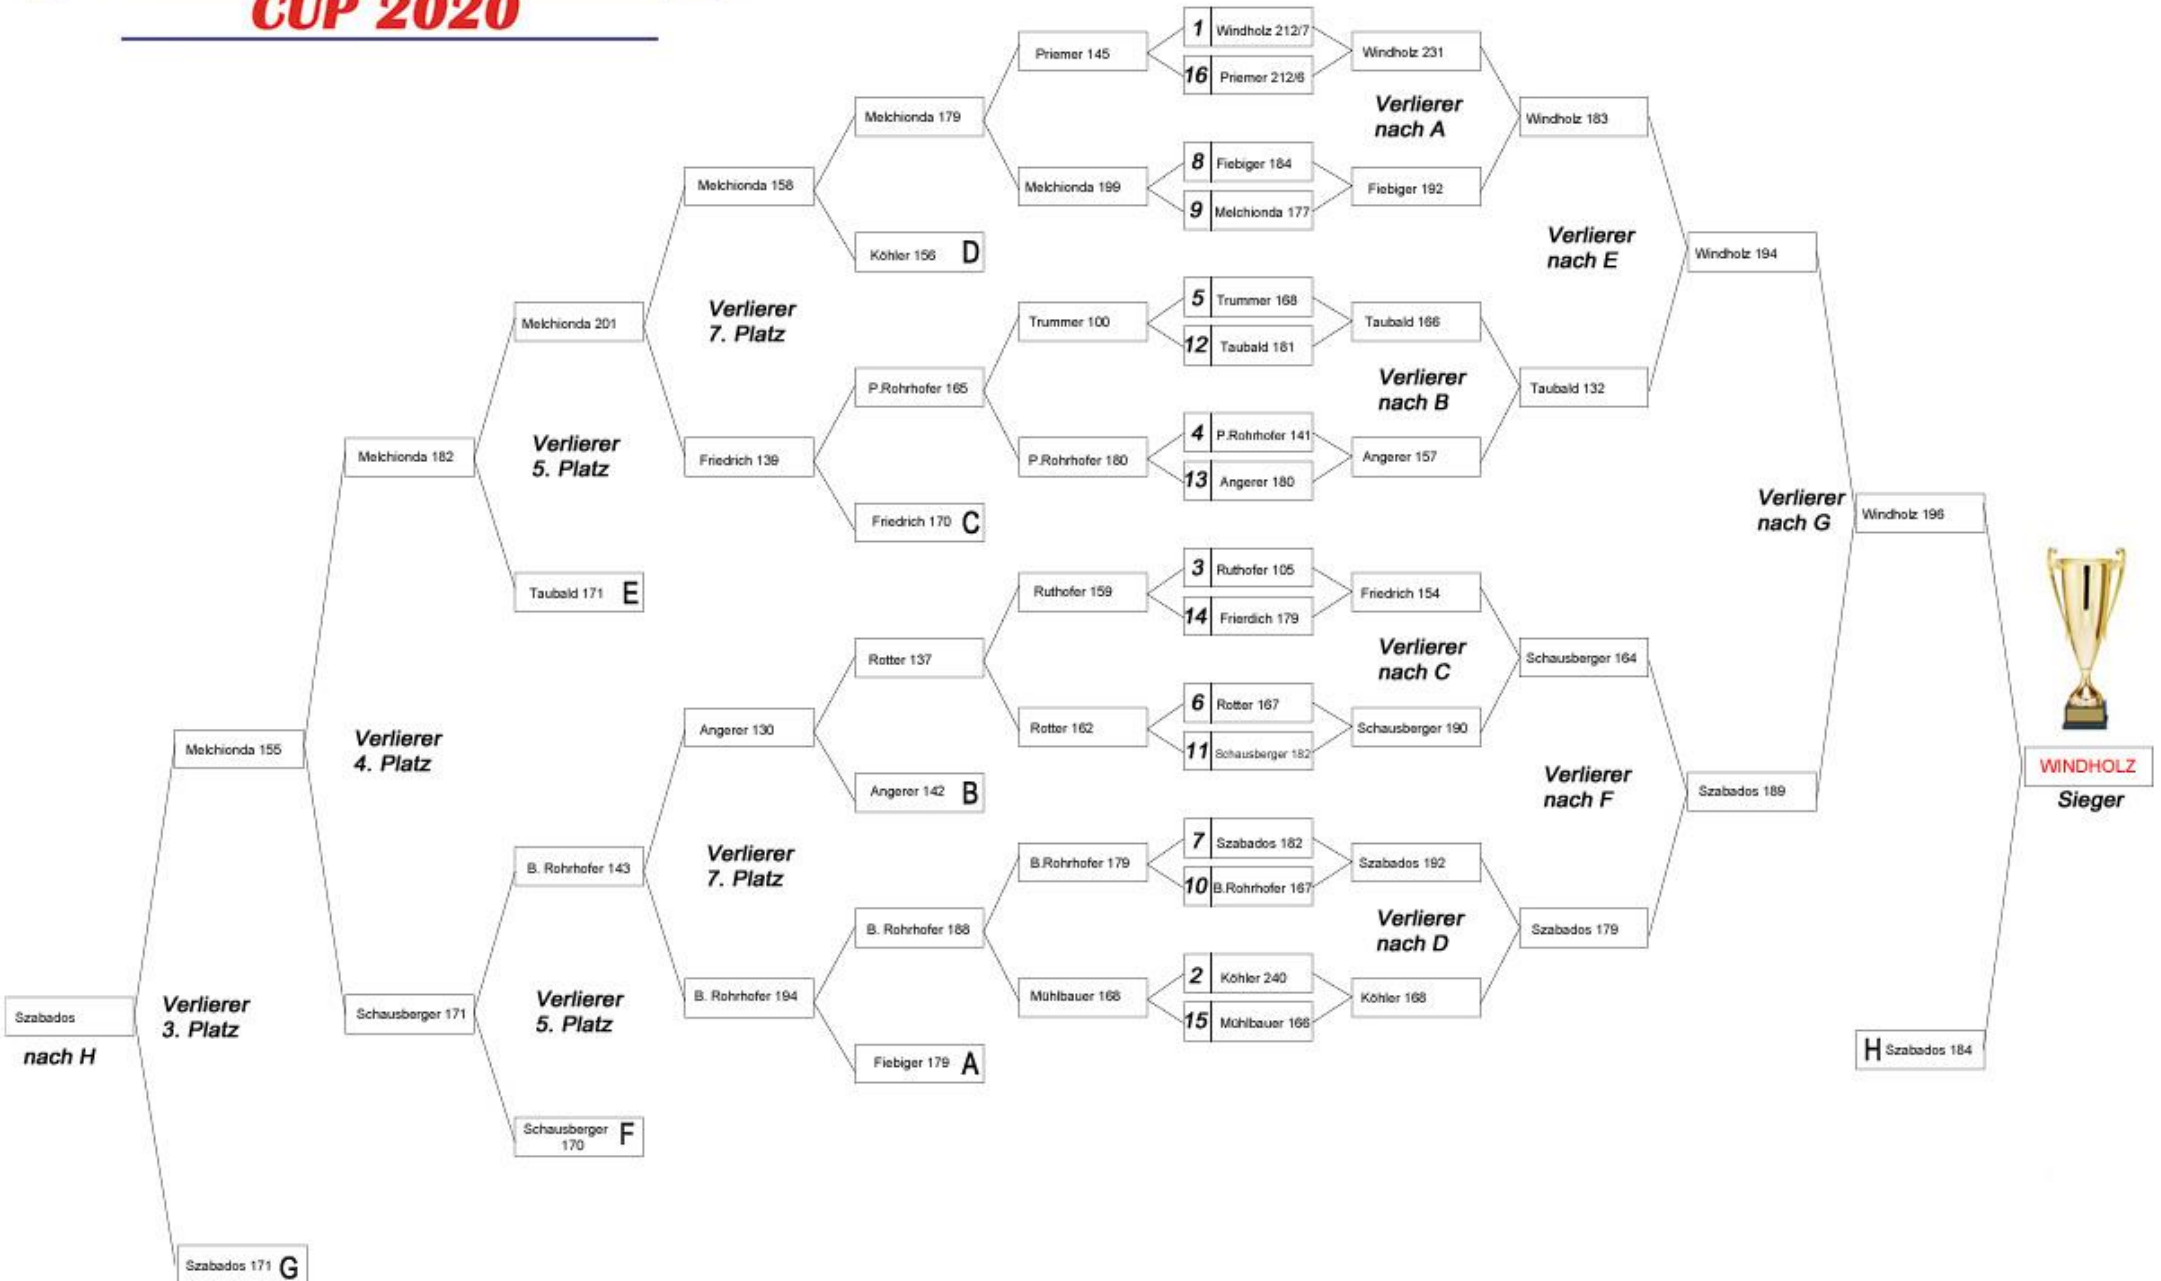 CUP 2020
Szabados
nach H
Verlierer
3. Platz
Melchionda 155
Szabados 171 G
Verlierer
4. Platz
Melchionda 182
Schausberger 171
Melchionda 201
Verlierer
5. Platz
Taubald 171 E
B. Rohrhofer 143
Verlierer
5. Platz
Schausberger
170 F
Melchionda 158
Verlierer
7. Platz
Friedrich 139
Angerer 130
Verlierer
7. Platz
B. Rohrhofer 194
Melchionda 179
Köhler 156 D
P.Rohrhofer 165
Friedrich 170 C
Rotter 137
Angerer 142 B
B. Rohrhofer 188
Fiebiger 179 A
Priemer 145
Melchionda 199
Trummer 100
P.Rohrhofer 180
Ruthofer 159
Rotter 162
B.Rohrhofer 179
Mühlbauer 168
1 Windholz 212/7
16 Priemer 212/6
8 Fiebiger 184
9 Melchionda 177
5 Trummer 168
12 Taubald 181
4 P.Rohrhofer 141
13 Angerer 180
3 Ruthofer 105
14 Frierdich 179
6 Rotter 167
11 Schausberger 182
7 Szabados 182
10 B.Rohrhofer 167
2 Köhler 240
15 Mühlbauer 166
Windholz 231
Verlierer
nach A
Fiebiger 192
Taubald 166
Verlierer
nach B
Angerer 157
Friedrich 154
Verlierer
nach C
Schausberger 190
Szabados 192
Verlierer
nach D
Köhler 168
Windholz 183
Verlierer
nach E
Taubald 132
Schausberger 164
Verlierer
nach F
Szabados 179
Windholz 194
Szabados 189
Verlierer
nach G
Windholz 196
H Szabados 184
WINDHOLZ
Sieger